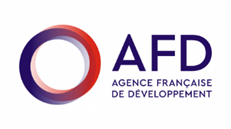 AFD
AGENCE FRANÇAISE
DE DÉVELOPPEMENT